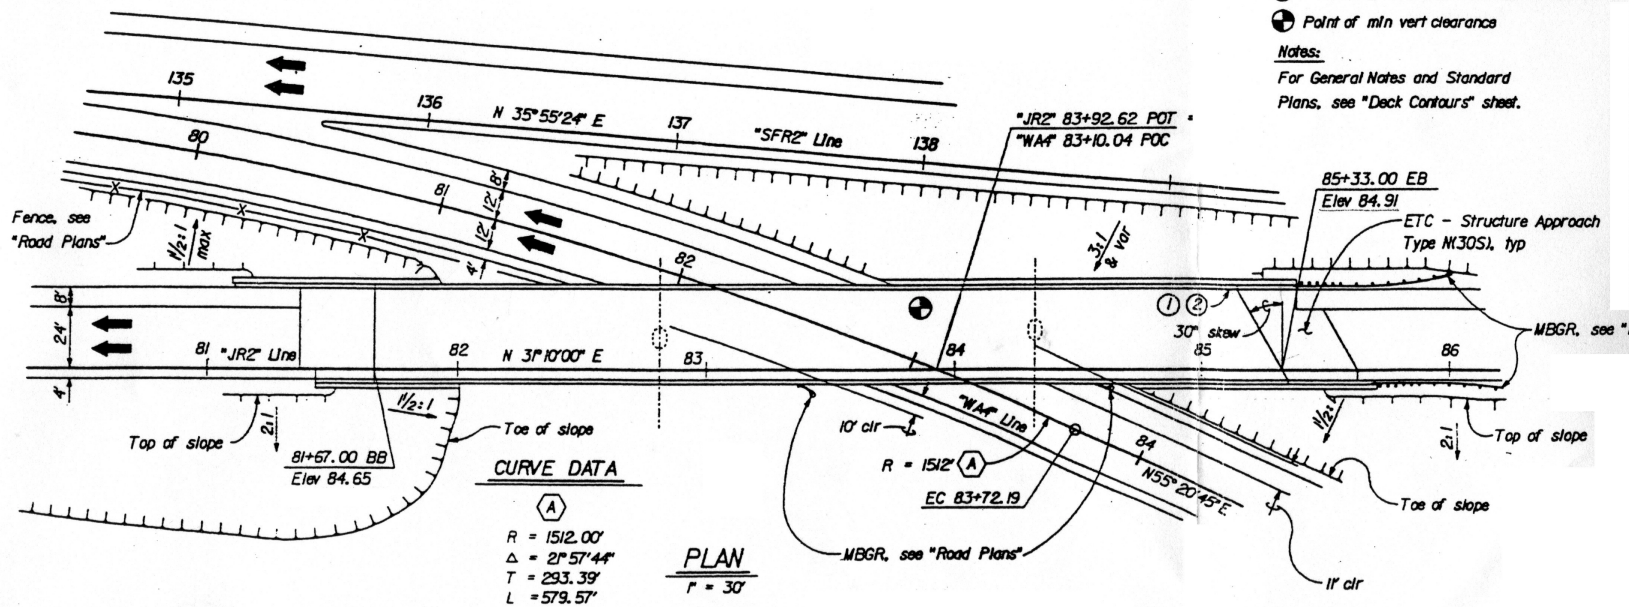 Point of min vert clearance
Notes:
For General Notes and Standard
Plans, see "Deck Contours" sheet.
135
136
N 35°55'24" E
137
"SFR2" Line
138
"JR2" 83+92.62 POT =
"WA4" 83+10.04 POC
80
81
8'
12'
12'
4'
82
85+33.00 EB
Elev 84.91
ETC - Structure Approach
Type N(30S), typ
Fence, see
"Road Plans"
1 1/2:1
max
3:1
& var
1 2
30° skew
MBGR, see "
8'
24'
4'
81
"JR2" Line
82
N 31°10'00" E
83
84
85
86
1 1/2:1
Top of slope
2:1
Toe of slope
81+67.00 BB
Elev 84.65
10' clr
"WA4" Line
R = 1512'
A
84
N55°20'45"E
EC 83+72.19
1 1/2:1
2:1
Top of slope
Toe of slope
CURVE DATA
A
R = 1512.00'
Δ = 21°57'44"
T = 293.39'
L = 579.57'
PLAN
1" = 30'
MBGR, see "Road Plans"
11' clr